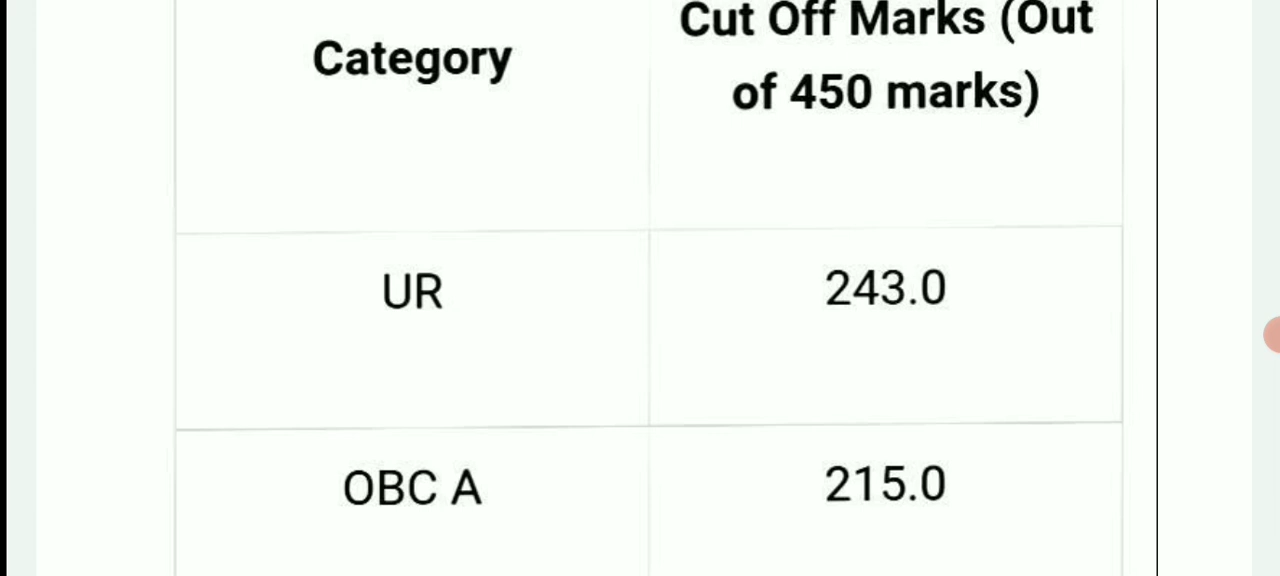 Category
Cut Off Marks (Out
of 450 marks)
UR
243.0
OBC A
215.0